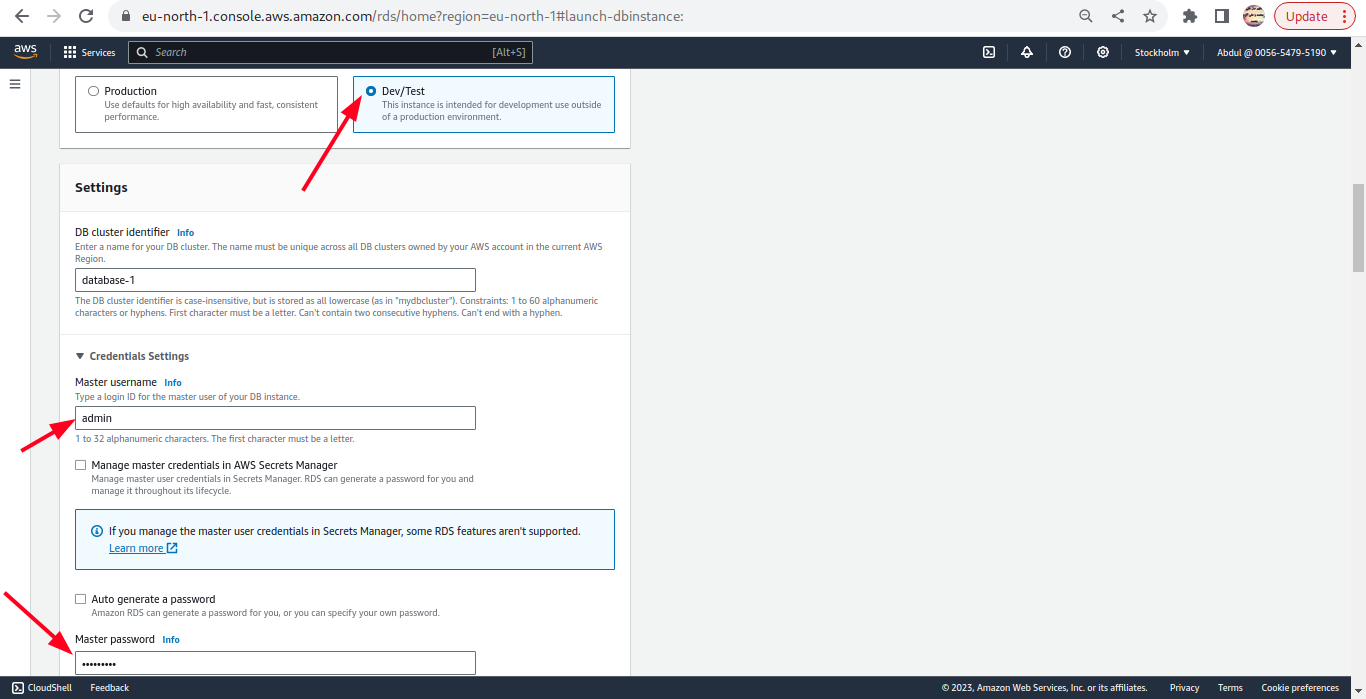 eu-north-1.console.aws.amazon.com/rds/home?region=eu-north-1#launch-dbinstance:
Update
aws
Services
Search
[Alt+S]
Stockholm
Abdul @ 0056-5479-5190
Production
Use defaults for high availability and fast, consistent
performance.
Dev/Test
This instance is intended for development use outside
of a production environment.
Settings
DB cluster identifier Info
Enter a name for your DB cluster. The name must be unique across all DB clusters owned by your AWS account in the current AWS
Region.
database-1
The DB cluster identifier is case-insensitive, but is stored as all lowercase (as in "mydbcluster"). Constraints: 1 to 60 alphanumeric
characters or hyphens. First character must be a letter. Can't contain two consecutive hyphens. Can't end with a hyphen.
Credentials Settings
Master username Info
Type a login ID for the master user of your DB instance.
admin
1 to 32 alphanumeric characters. The first character must be a letter.
Manage master credentials in AWS Secrets Manager
Manage master user credentials in Secrets Manager. RDS can generate a password for you and
manage it throughout its lifecycle.
If you manage the master user credentials in Secrets Manager, some RDS features aren't supported.
Learn more
Auto generate a password
Amazon RDS can generate a password for you, or you can specify your own password.
Master password Info
•••••••••
CloudShell
Feedback
© 2023, Amazon Web Services, Inc. or its affiliates.
Privacy
Terms
Cookie preferences